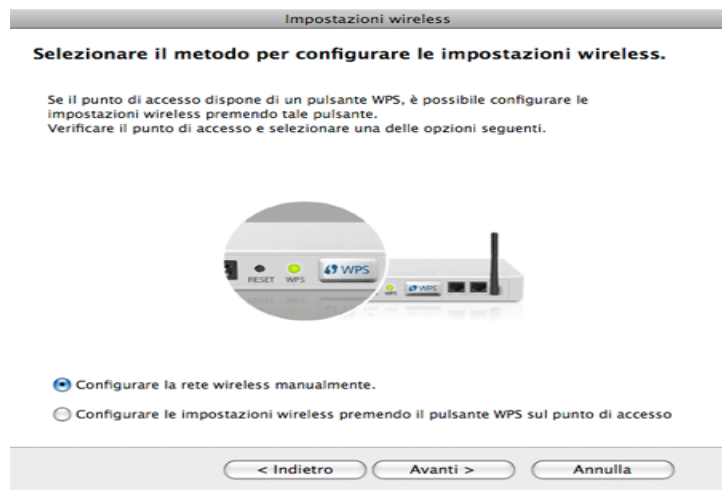 Impostazioni wireless
Selezionare il metodo per configurare le impostazioni wireless.
Se il punto di accesso dispone di un pulsante WPS, è possibile configurare le
impostazioni wireless premendo tale pulsante.
Verificare il punto di accesso e selezionare una delle opzioni seguenti.
RESET WPS WPS
WPS WPS
Configurare la rete wireless manualmente.
Configurare le impostazioni wireless premendo il pulsante WPS sul punto di accesso
< Indietro Avanti > Annulla